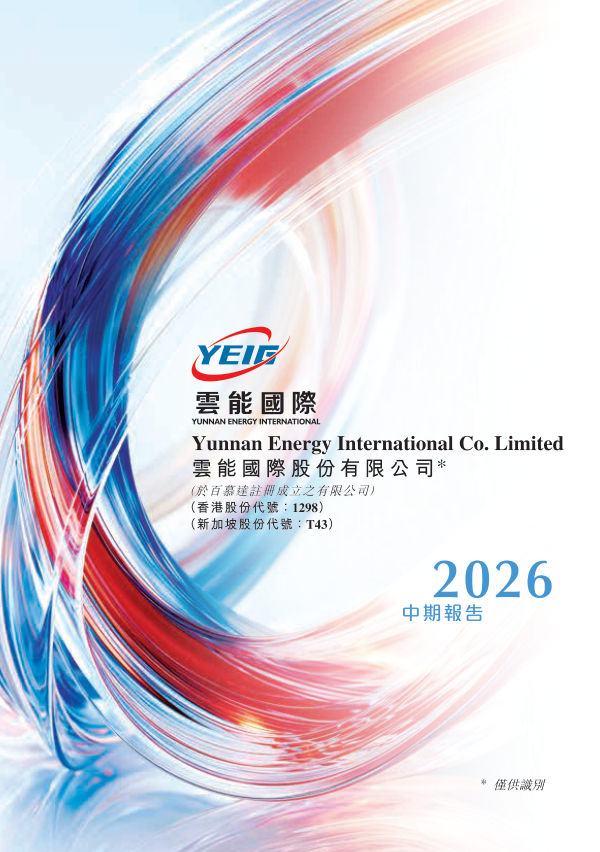 YEIG
雲能國際
YUNNAN ENERGY INTERNATIONAL
Yunnan Energy International Co. Limited
雲能國際股份有限公司*
(於百慕達註冊成立之有限公司)
(香港股份代號：1298)
(新加坡股份代號：T43)
2026
中期報告
* 僅供識別